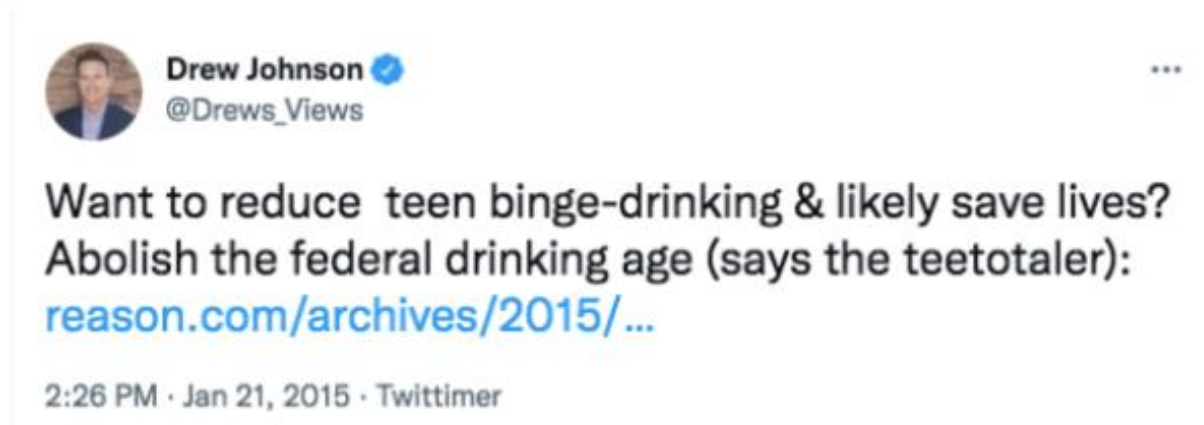 Drew Johnson
@Drews_Views
Want to reduce  teen binge-drinking & likely save lives?
Abolish the federal drinking age (says the teetotaler):
reason.com/archives/2015/...
2:26 PM · Jan 21, 2015 · Twittimer